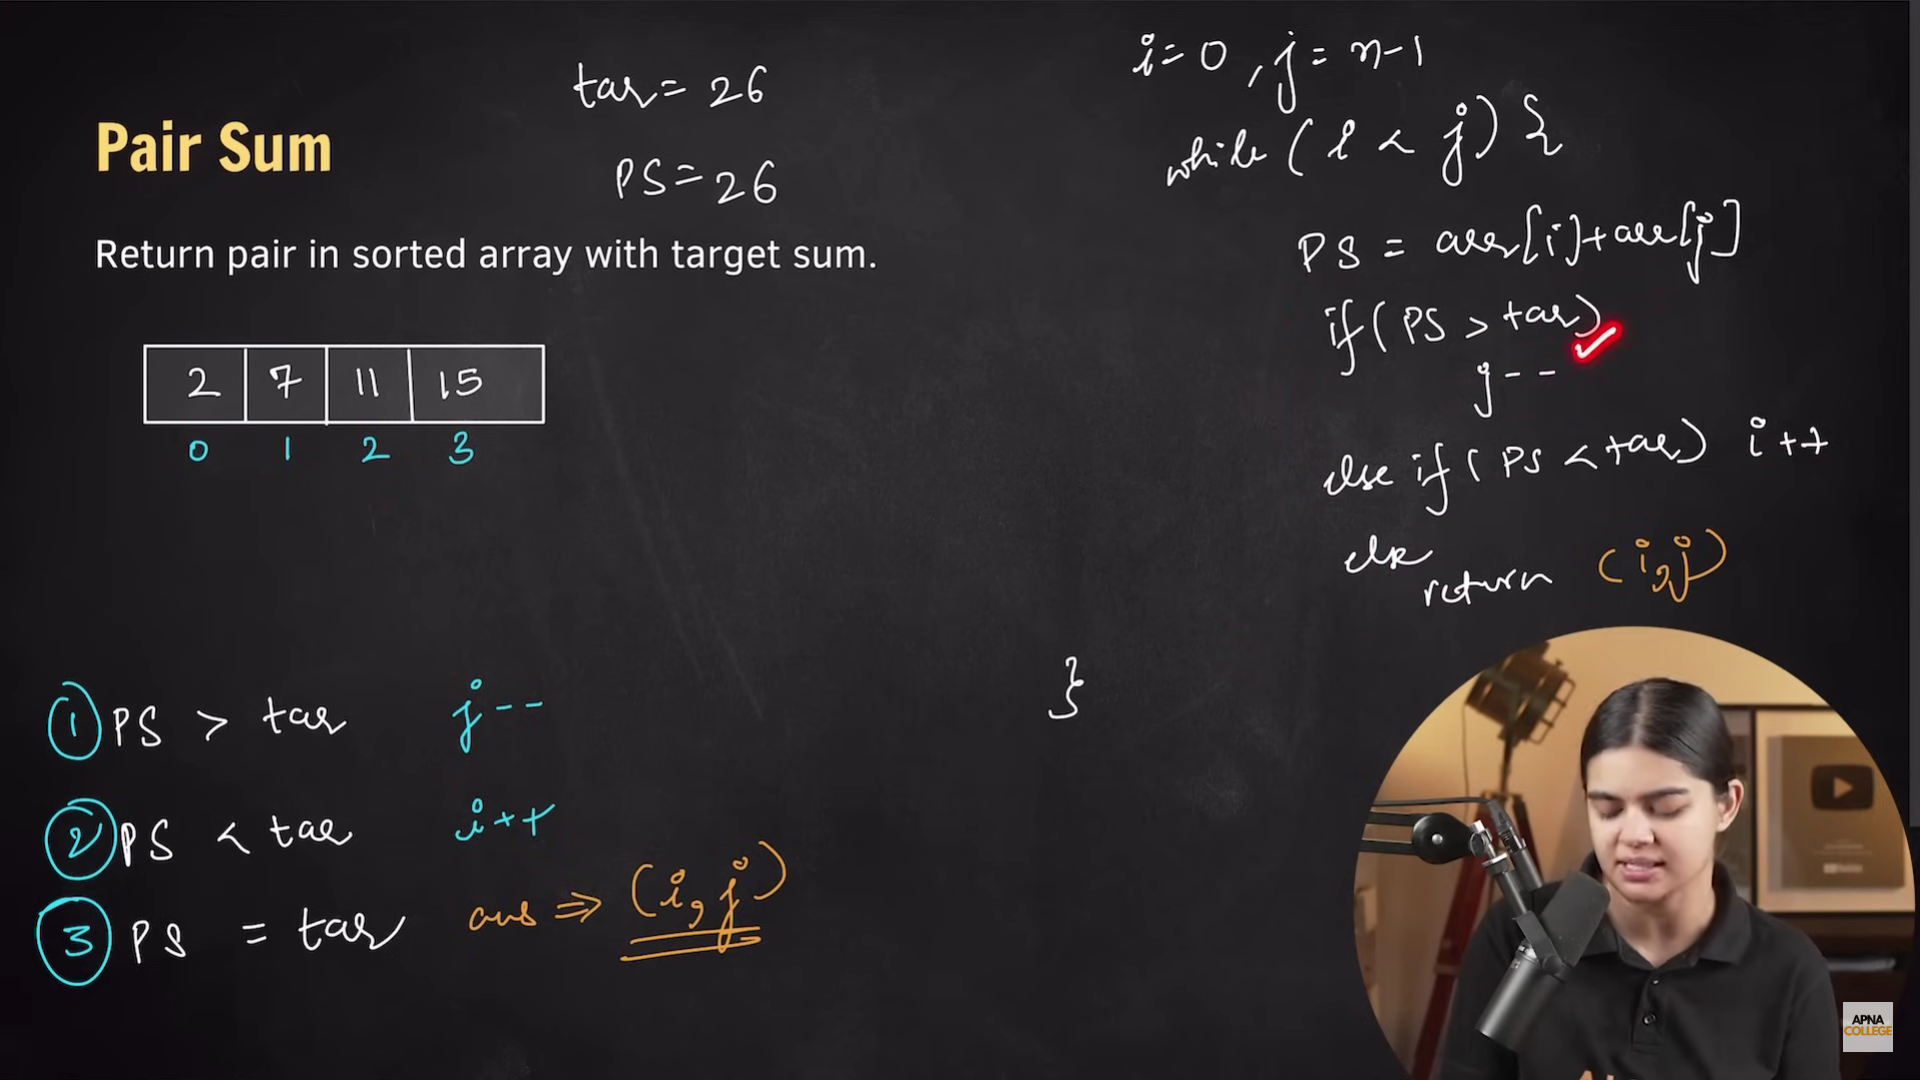 Pair Sum
tar = 26
PS = 26
Return pair in sorted array with target sum.
2 7 11 15
0 1 2 3
① PS > tar j--
② PS < tar i++
③ PS = tar ans ⇒ (i, j)
i = 0, j = n-1
while (i < j) {
PS = arr[i] + arr[j]
if (PS > tar)
j--
else if (PS < tar) i++
else
return (i, j)
}
APNA
COLLEGE